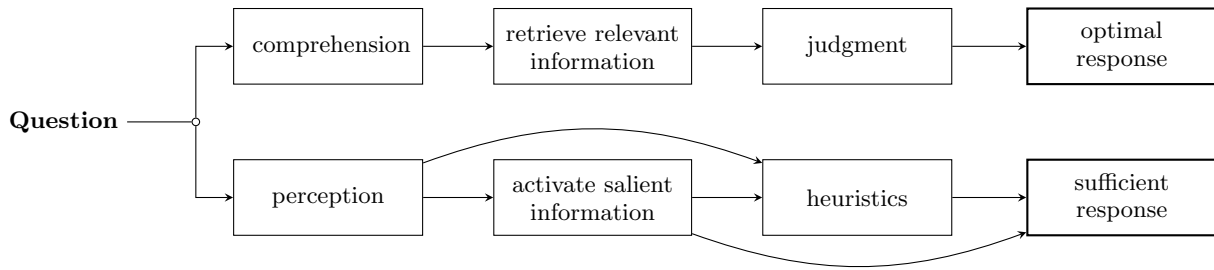 comprehension
retrieve relevant
information
judgment
optimal
response
Question
perception
activate salient
information
heuristics
sufficient
response